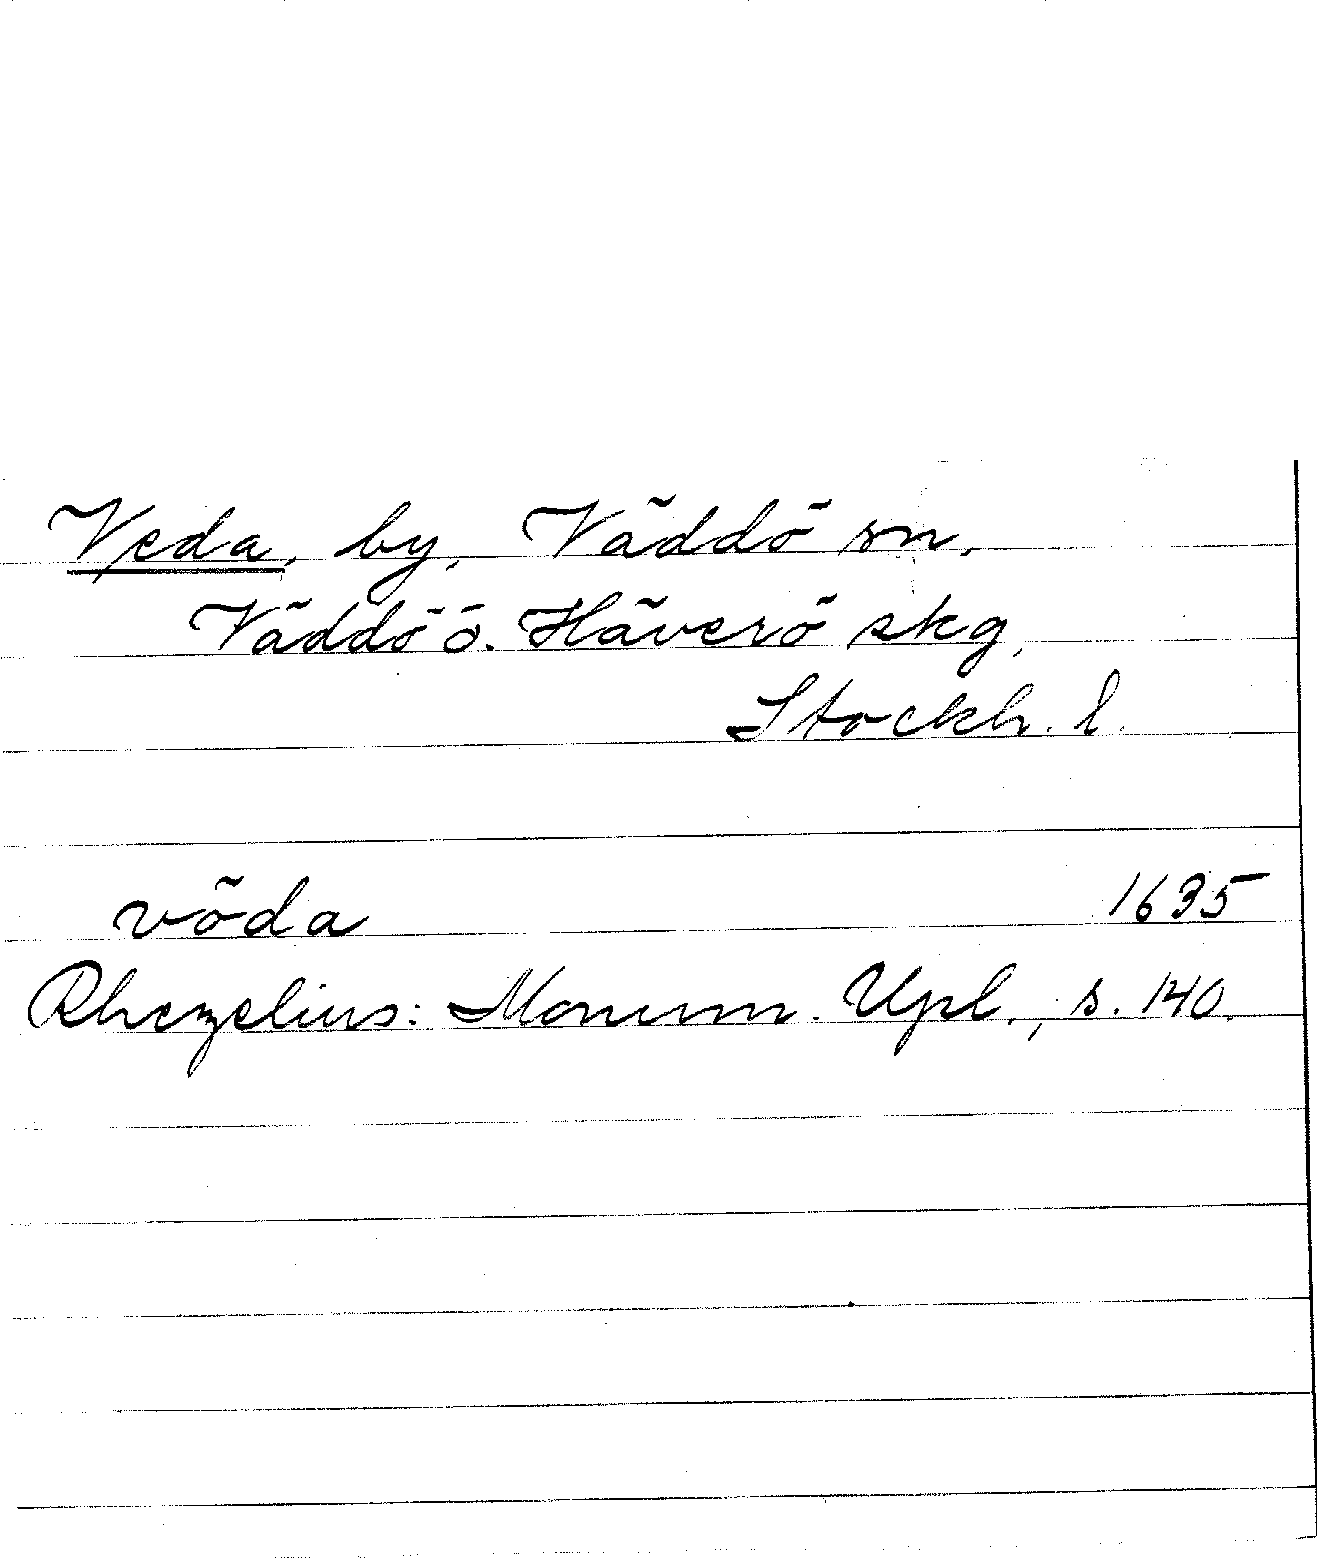 Veda, by, Väddö sn,
Väddö o. Häverö skg,
Stockh. l.
vöda 1635
Rhezelius: Monum. Upl., s. 140.